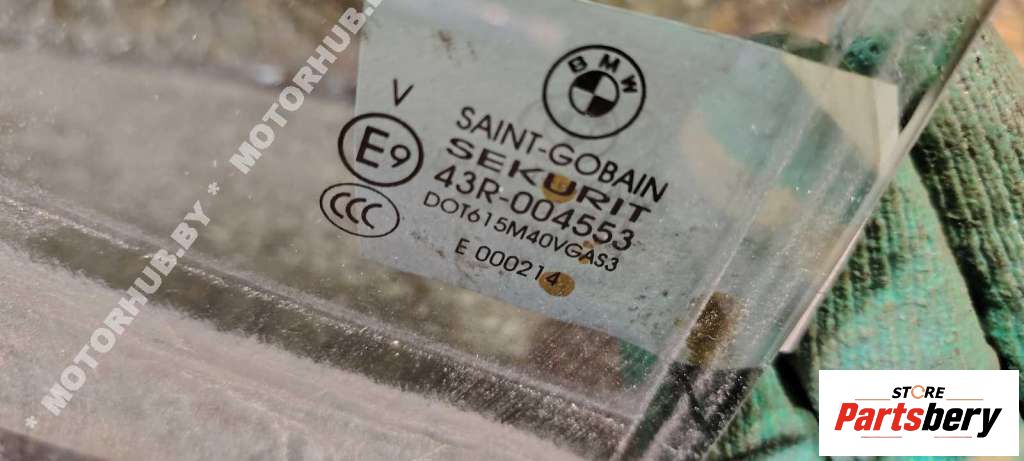 BMW
V
E9
CCC
SAINT-GOBAIN
SEKURIT
43R-004553
DOT615M40VGAS3
E 000214
* MOTORHUB.BY * MOTORHUB.BY
STORE
Partsbery